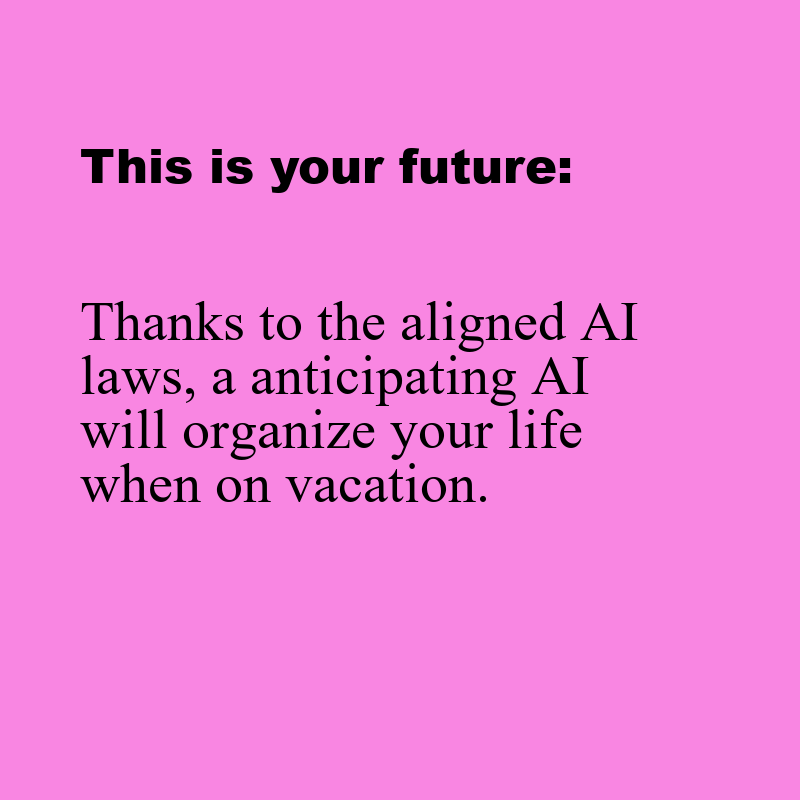 This is your future:
Thanks to the aligned AI
laws, a anticipating AI
will organize your life
when on vacation.